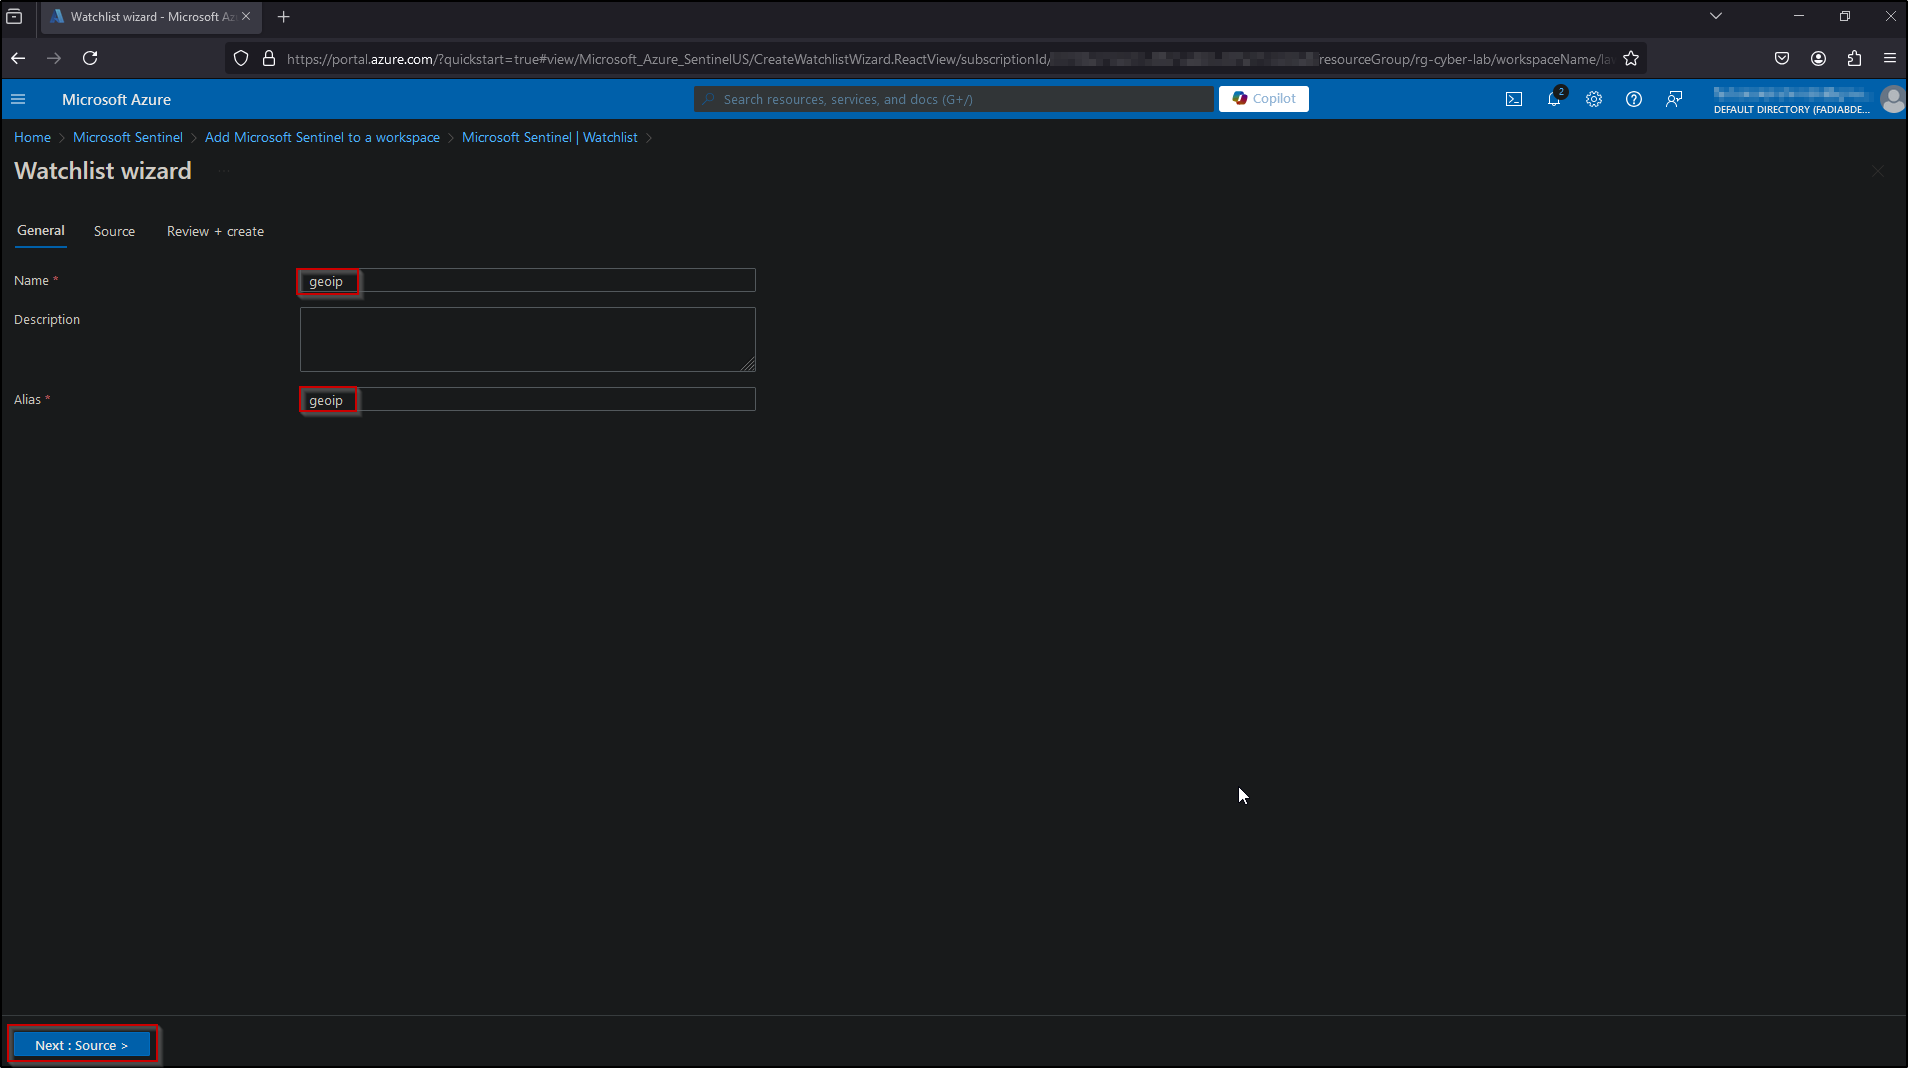 Watchlist wizard - Microsoft Az
https://portal.azure.com/?quickstart=true#view/Microsoft_Azure_SentinelUS/CreateWatchlistWizard.ReactView/subscriptionId/ resourceGroup/rg-cyber-lab/workspaceName/la
Microsoft Azure
Search resources, services, and docs (G+/)
Copilot
2
DEFAULT DIRECTORY (FADIABDE...
Home > Microsoft Sentinel > Add Microsoft Sentinel to a workspace > Microsoft Sentinel | Watchlist >
Watchlist wizard ...
General Source Review + create
Name * geoip
Description
Alias * geoip
Next : Source >